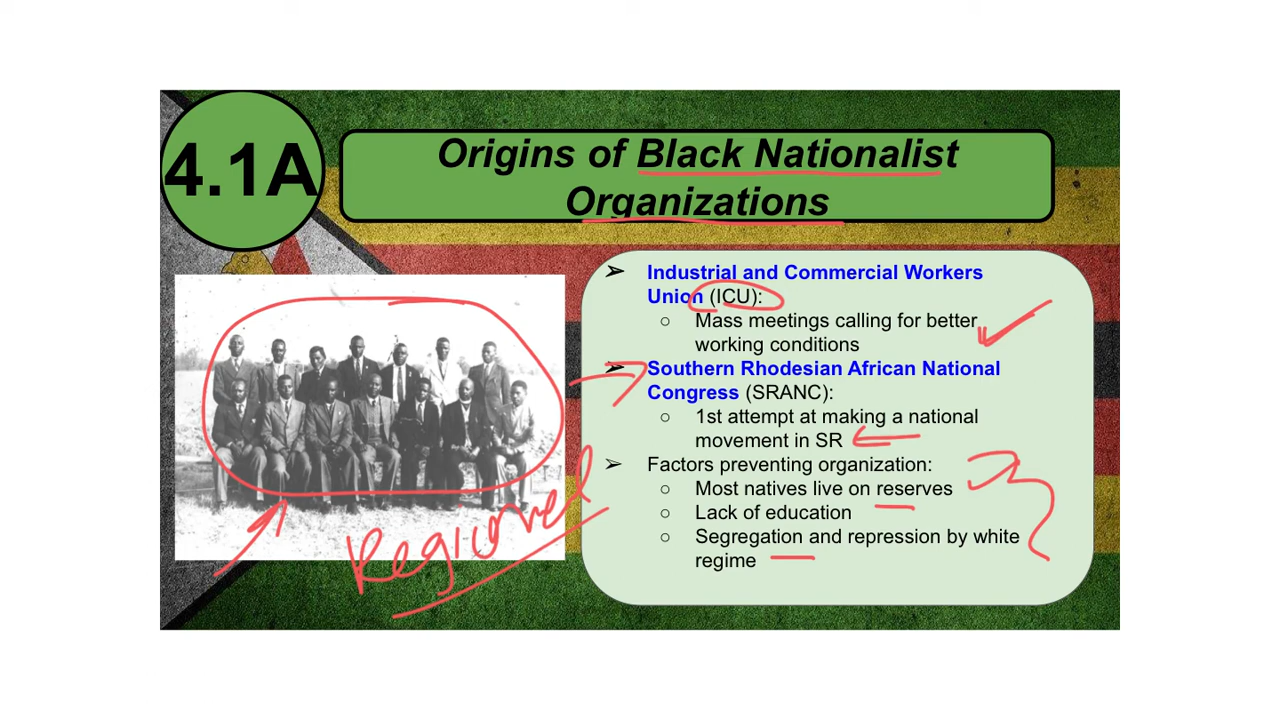 4.1A
Origins of Black Nationalist
Organizations
➢ Industrial and Commercial Workers
Union (ICU):
○ Mass meetings calling for better
working conditions
➢ Southern Rhodesian African National
Congress (SRANC):
○ 1st attempt at making a national
movement in SR
➢ Factors preventing organization:
○ Most natives live on reserves
○ Lack of education
○ Segregation and repression by white
regime